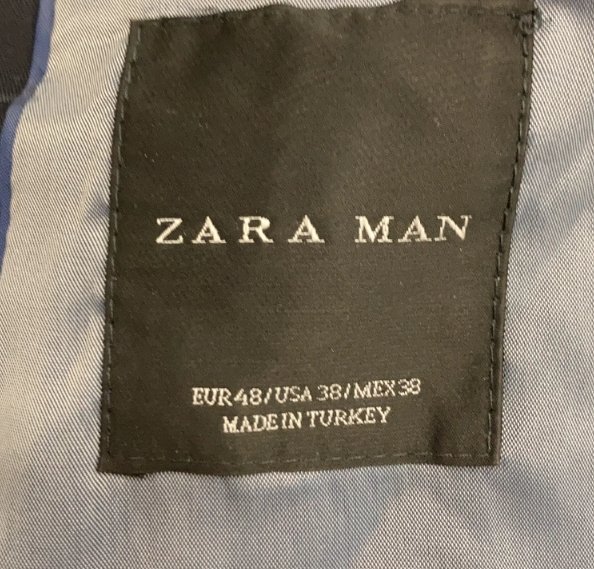 ZARA MAN
EUR 48/USA 38/MEX 38
MADE IN TURKEY